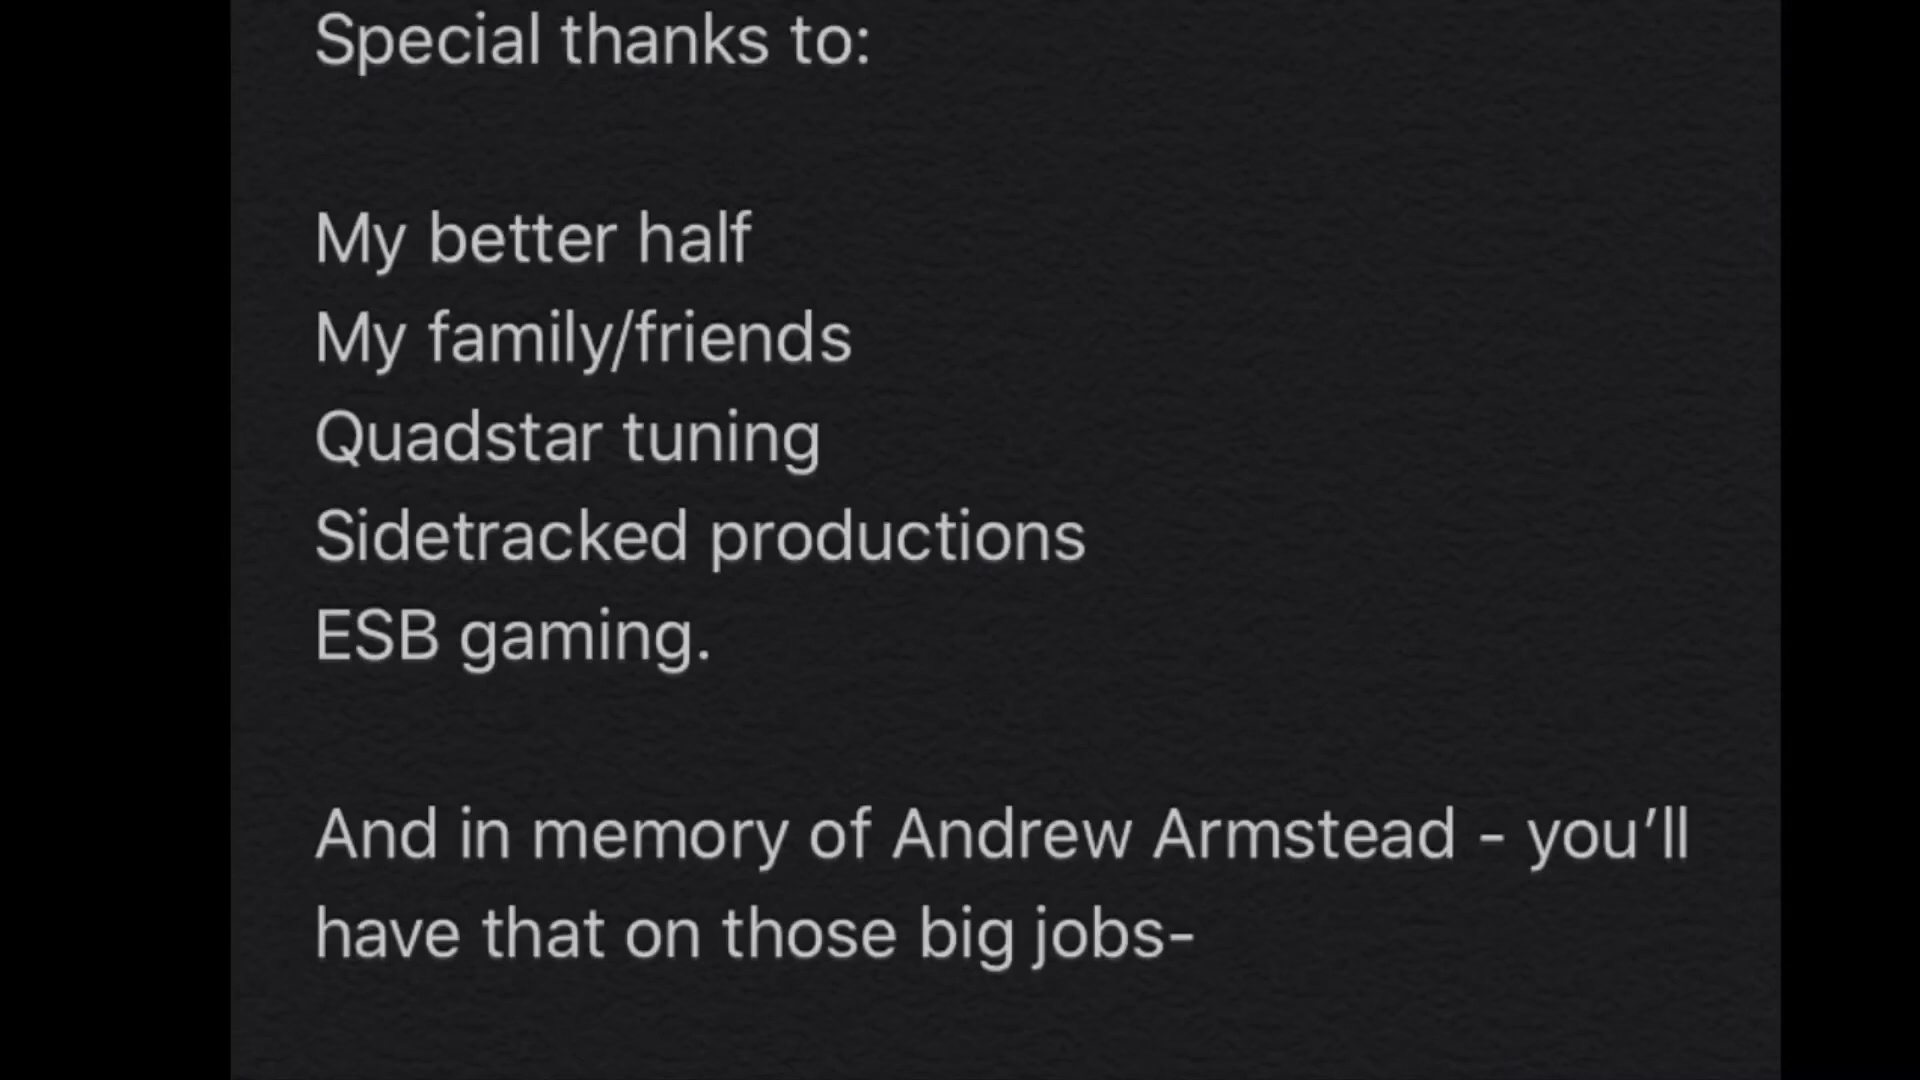 Special thanks to:
My better half
My family/friends
Quadstar tuning
Sidetracked productions
ESB gaming.
And in memory of Andrew Armstead - you’ll
have that on those big jobs-